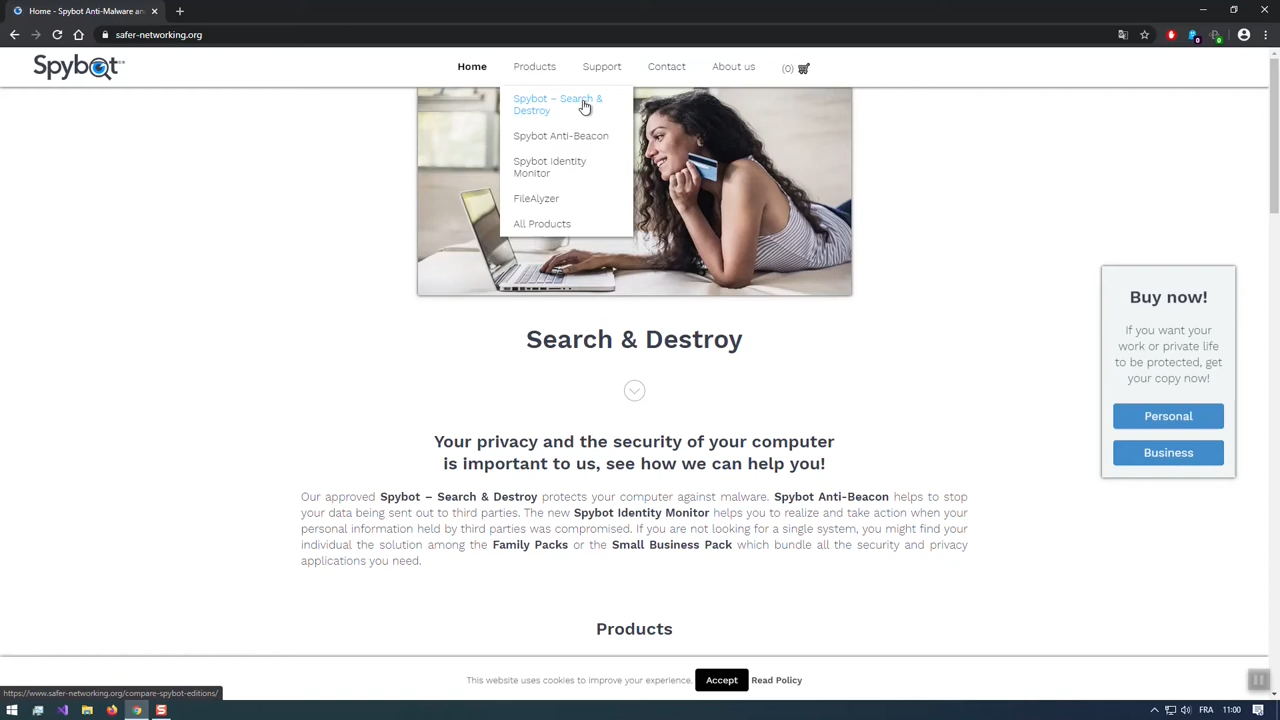 Home - Spybot Anti-Malware an
safer-networking.org
Spybot
Home
Products
Support
Contact
About us
(0)
Spybot – Search &
Destroy
Spybot Anti-Beacon
Spybot Identity
Monitor
FileAlyzer
All Products
Search & Destroy
Your privacy and the security of your computer
is important to us, see how we can help you!
Our approved Spybot – Search & Destroy protects your computer against malware. Spybot Anti-Beacon helps to stop
your data being sent out to third parties. The new Spybot Identity Monitor helps you to realize and take action when your
personal information held by third parties was compromised. If you are not looking for a single system, you might find your
individual the solution among the Family Packs or the Small Business Pack which bundle all the security and privacy
applications you need.
Buy now!
If you want your
work or private life
to be protected, get
your copy now!
Personal
Business
Products
This website uses cookies to improve your experience. Accept Read Policy
https://www.safer-networking.org/compare-spybot-editions/
FRA
11:00